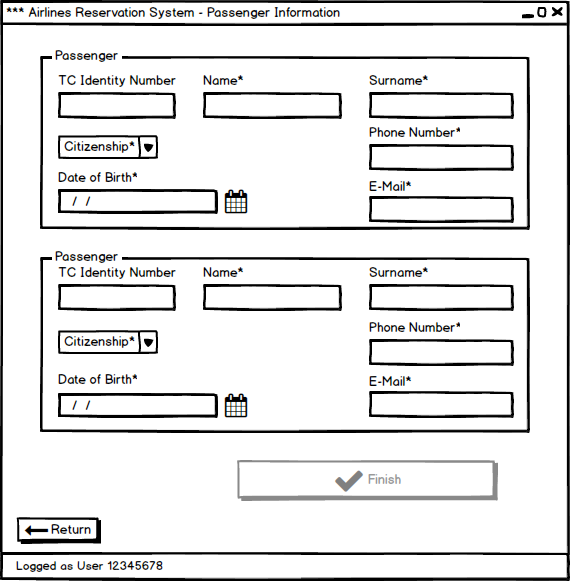 *** Airlines Reservation System - Passenger Information
Passenger
TC Identity Number Name* Surname*
Phone Number*
Citizenship*
Date of Birth*
E-Mail*
/ /
Passenger
TC Identity Number Name* Surname*
Phone Number*
Citizenship*
Date of Birth*
E-Mail*
/ /
Finish
Return
Logged as User 12345678